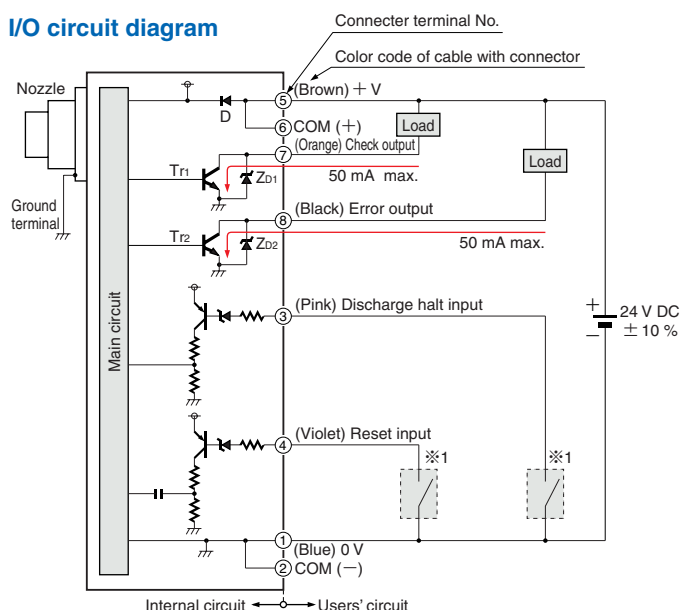 I/O circuit diagram
Connecter terminal No.
Color code of cable with connector
Nozzle
5
(Brown) + V
D
6
COM (+)
Load
7
(Orange) Check output
Load
Tr1
ZD1
50 mA max.
Ground
terminal
8
(Black) Error output
Tr2
ZD2
50 mA max.
Main circuit
3
(Pink) Discharge halt input
+
−
24 V DC
± 10 %
4
(Violet) Reset input
※1
※1
1
(Blue) 0 V
2
COM (−)
Internal circuit
Users' circuit